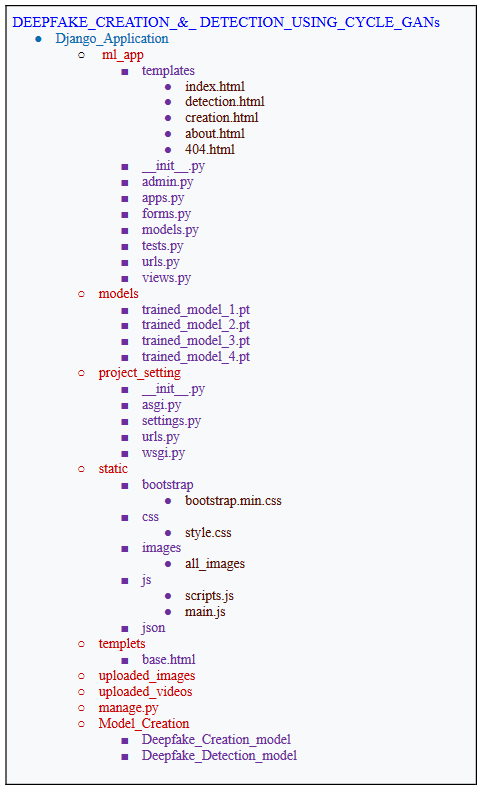 DEEPFAKE_CREATION_&_ DETECTION_USING_CYCLE_GANs
Django_Application
ml_app
templates
index.html
detection.html
creation.html
about.html
404.html
__init__.py
admin.py
apps.py
forms.py
models.py
tests.py
urls.py
views.py
models
trained_model_1.pt
trained_model_2.pt
trained_model_3.pt
trained_model_4.pt
project_setting
__init__.py
asgi.py
settings.py
urls.py
wsgi.py
static
bootstrap
bootstrap.min.css
css
style.css
images
all_images
js
scripts.js
main.js
json
templets
base.html
uploaded_images
uploaded_videos
manage.py
Model_Creation
Deepfake_Creation_model
Deepfake_Detection_model